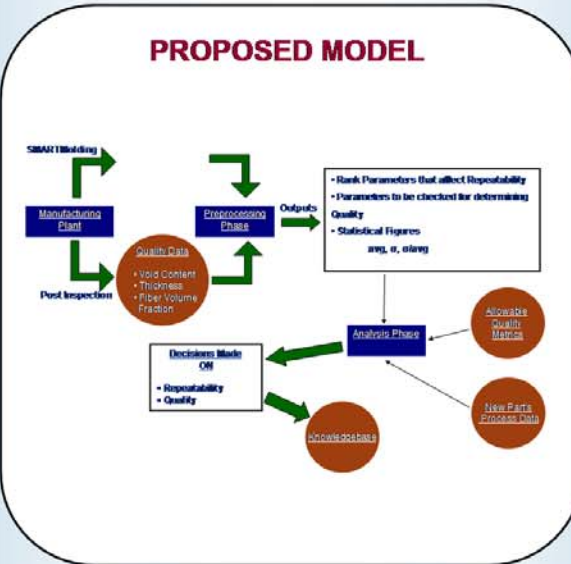 PROPOSED MODEL
SMARTMolding
Manufacturing
Plant
Preprocessing
Phase
Outputs
• Rank Parameters that affect Repeatability
• Parameters to be checked for determining
Quality
• Statistical Figures
avg, σ, σ/avg
Post Inspection
Quality Data
• Void Content
• Thickness
• Fiber Volume
Fraction
Analysis Phase
Allowable
Quality
Metrics
Decisions Made
ON
• Repeatability
• Quality
New Parts
Process Data
Knowledgebase